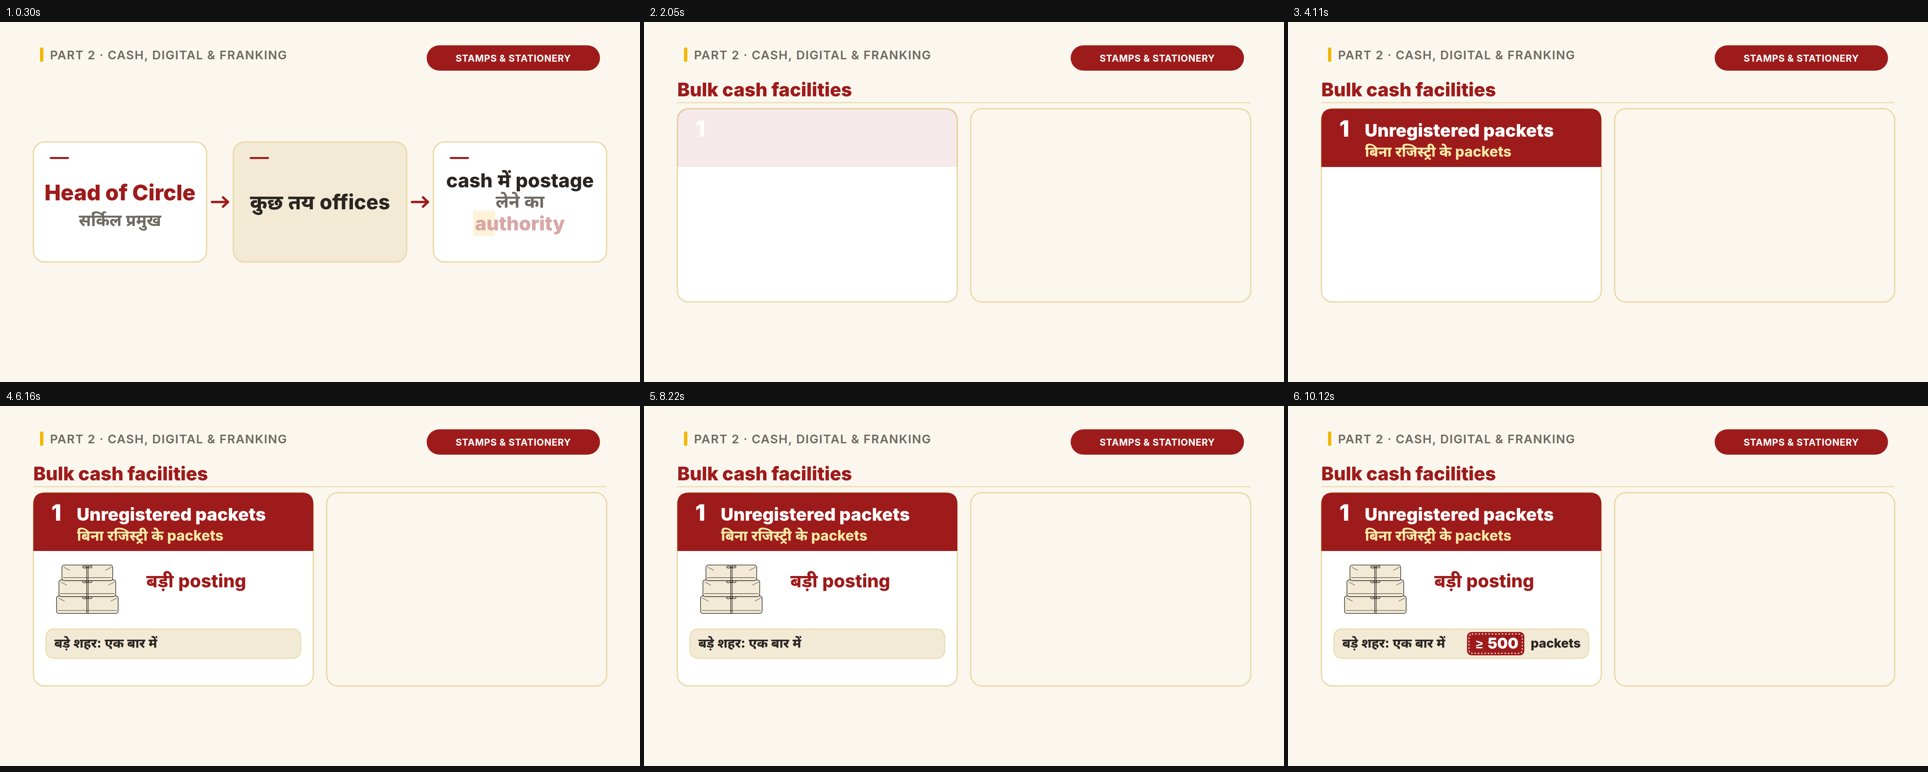 1. 0.30s
PART 2 · CASH, DIGITAL & FRANKING
STAMPS & STATIONERY
Head of Circle
सर्किल प्रमुख
→
कुछ तय offices
→
cash में postage
लेने का
authority
2. 2.05s
PART 2 · CASH, DIGITAL & FRANKING
STAMPS & STATIONERY
Bulk cash facilities
1
3. 4.11s
PART 2 · CASH, DIGITAL & FRANKING
STAMPS & STATIONERY
Bulk cash facilities
1 Unregistered packets
बिना रजिस्ट्री के packets
4. 6.16s
PART 2 · CASH, DIGITAL & FRANKING
STAMPS & STATIONERY
Bulk cash facilities
1 Unregistered packets
बिना रजिस्ट्री के packets
बड़ी posting
बड़े शहर: एक बार में
5. 8.22s
PART 2 · CASH, DIGITAL & FRANKING
STAMPS & STATIONERY
Bulk cash facilities
1 Unregistered packets
बिना रजिस्ट्री के packets
बड़ी posting
बड़े शहर: एक बार में
6. 10.12s
PART 2 · CASH, DIGITAL & FRANKING
STAMPS & STATIONERY
Bulk cash facilities
1 Unregistered packets
बिना रजिस्ट्री के packets
बड़ी posting
बड़े शहर: एक बार में ≥ 500 packets